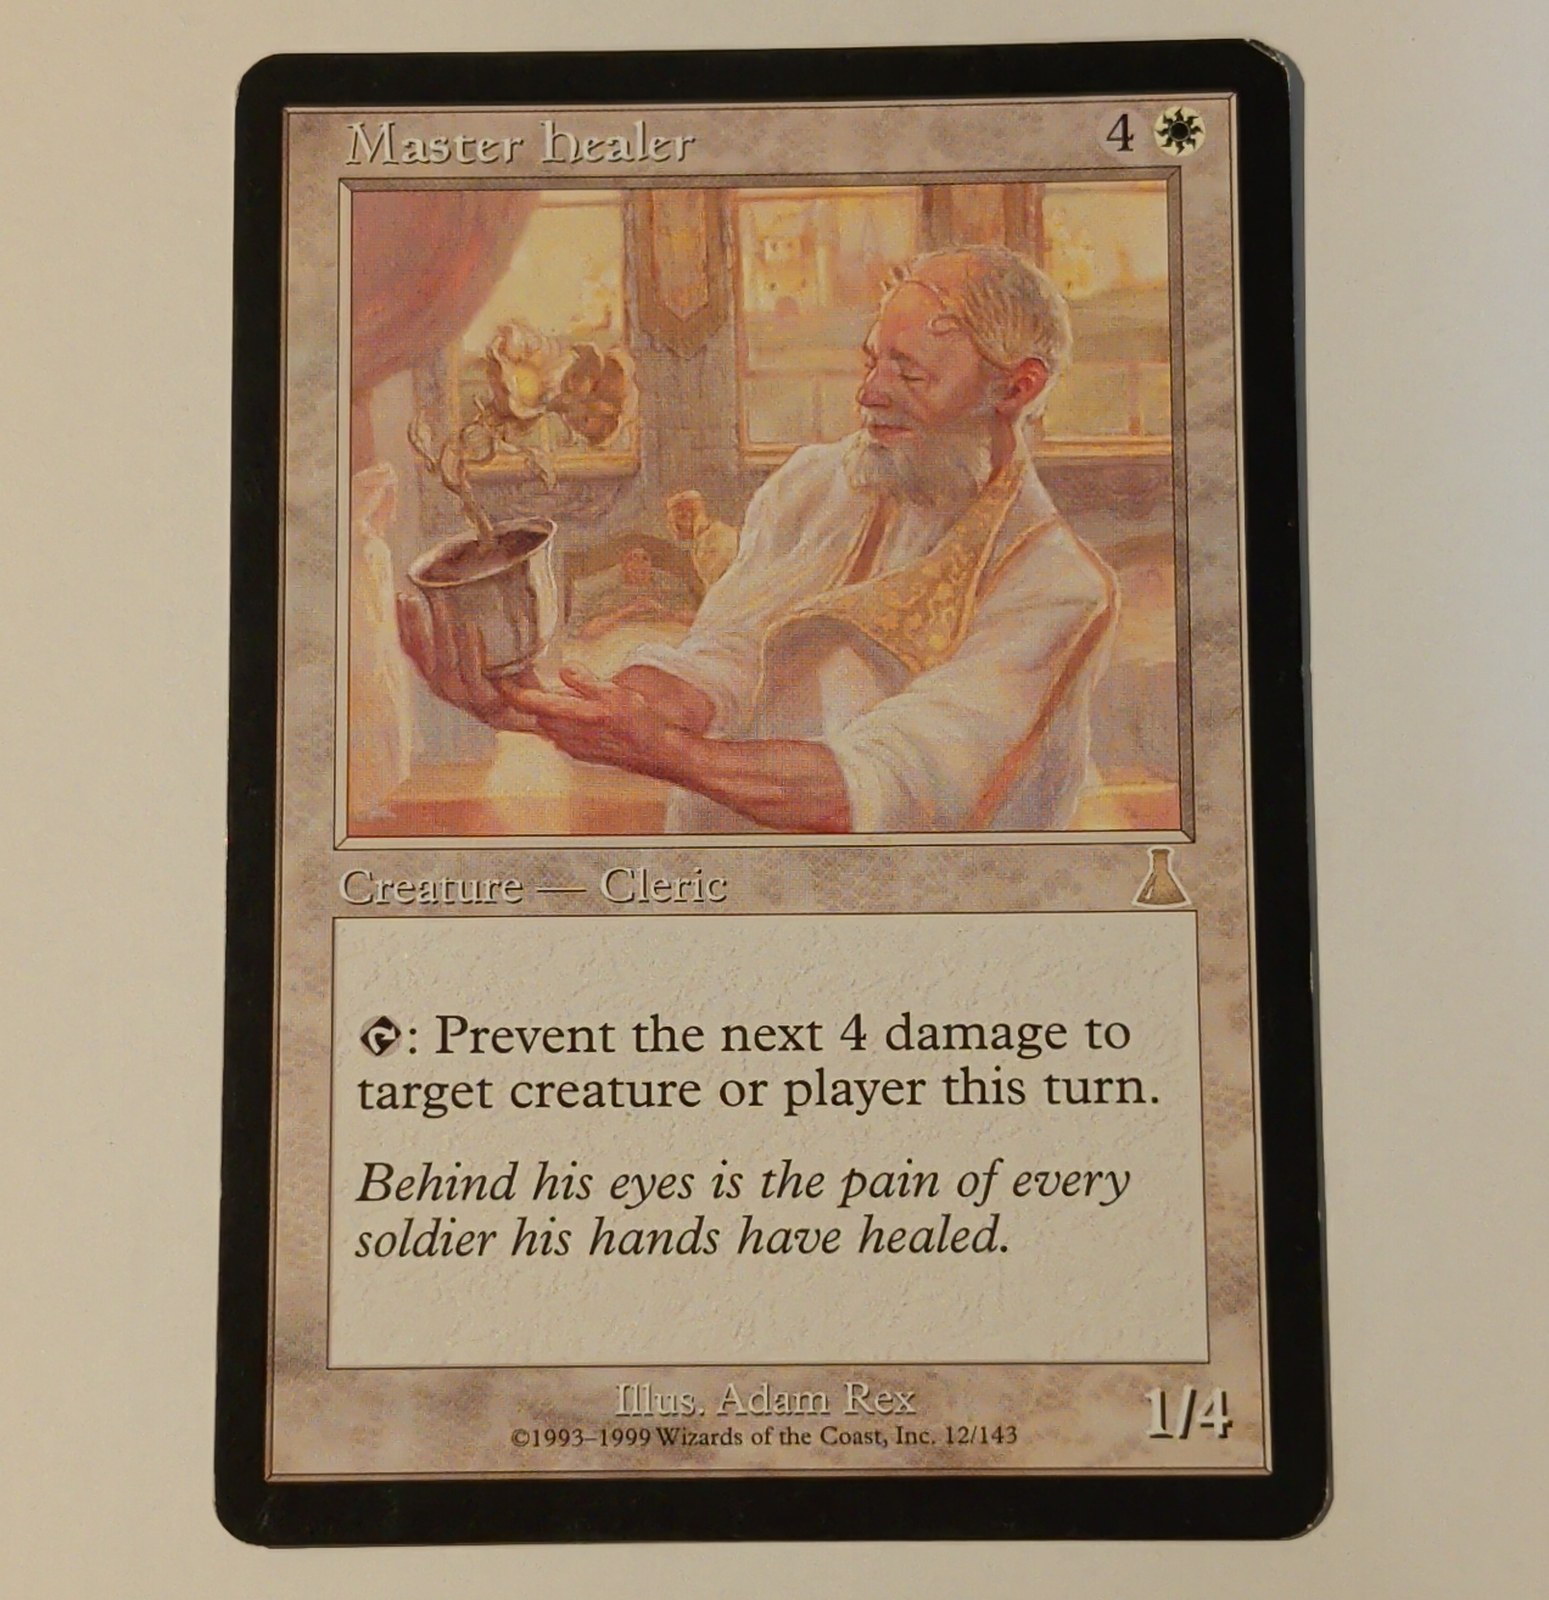 Master Healer
4
Creature — Cleric
: Prevent the next 4 damage to
target creature or player this turn.
Behind his eyes is the pain of every
soldier his hands have healed.
Illus. Adam Rex
©1993–1999 Wizards of the Coast, Inc. 12/143
1/4